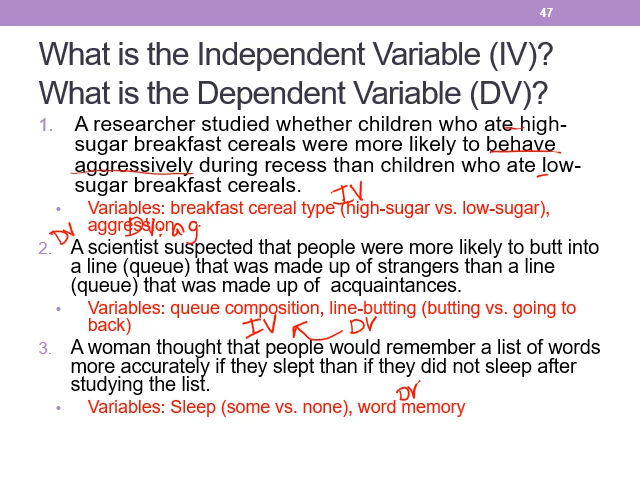 47
What is the Independent Variable (IV)?
What is the Dependent Variable (DV)?
1. A researcher studied whether children who ate high-
sugar breakfast cereals were more likely to behave
aggressively during recess than children who ate low-
sugar breakfast cereals.
IV
• Variables: breakfast cereal type (high-sugar vs. low-sugar),
aggression
DV DV: ag
2. A scientist suspected that people were more likely to butt into
a line (queue) that was made up of strangers than a line
(queue) that was made up of acquaintances.
• Variables: queue composition, line-butting (butting vs. going to
back)
IV DV
3. A woman thought that people would remember a list of words
more accurately if they slept than if they did not sleep after
studying the list.
DV
• Variables: Sleep (some vs. none), word memory